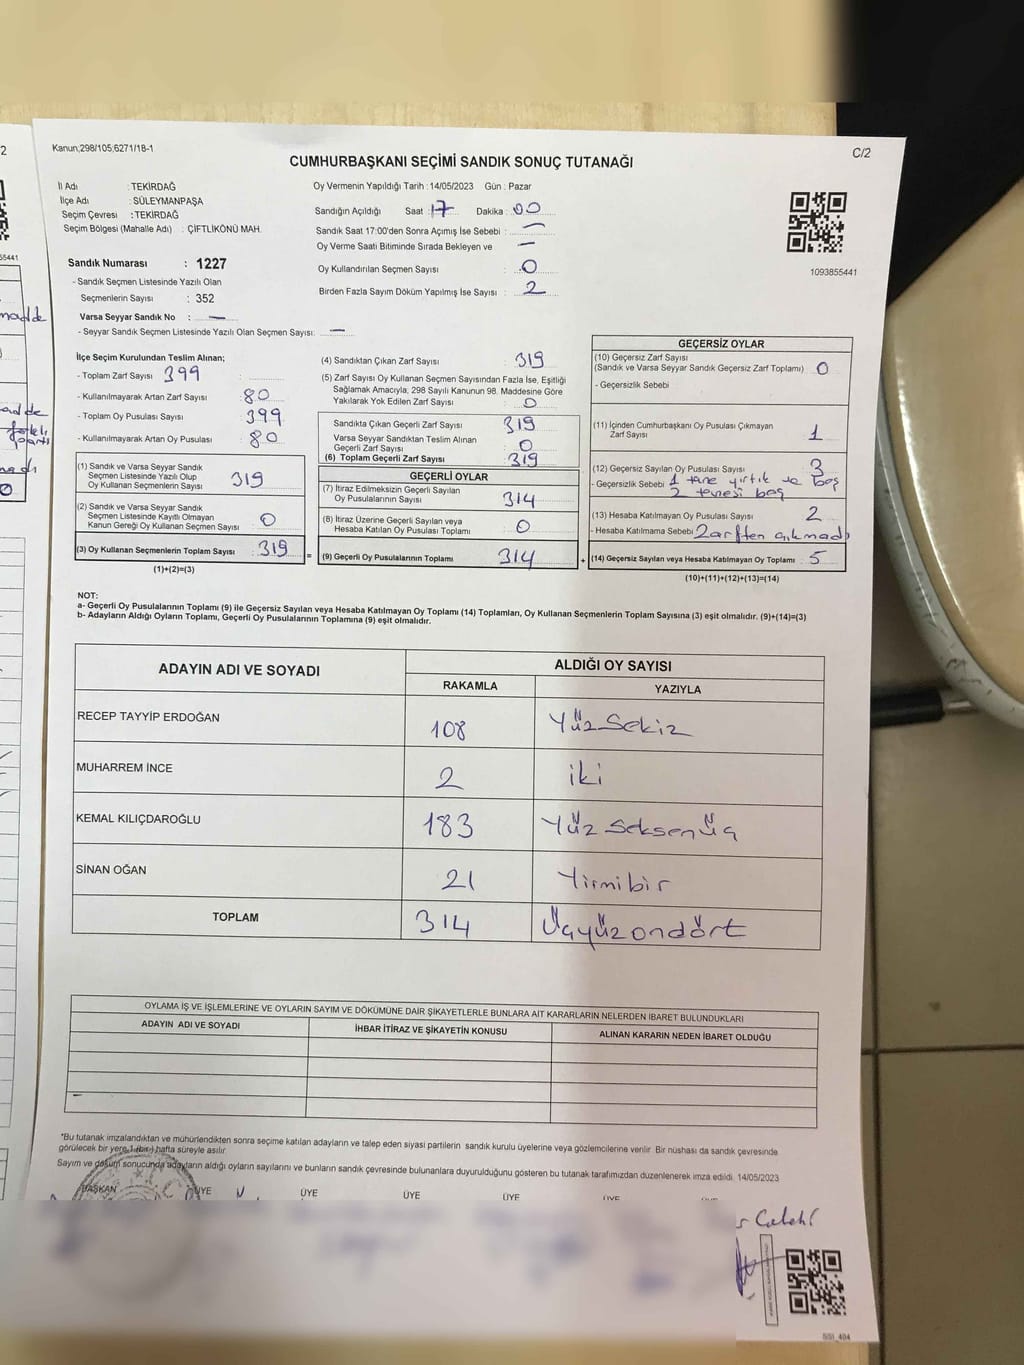 Kanun;298/105;6271/18-1
C/2
CUMHURBAŞKANI SEÇİMİ SANDIK SONUÇ TUTANAĞI
İl Adı : TEKİRDAĞ
İlçe Adı : SÜLEYMANPAŞA
Seçim Çevresi : TEKİRDAĞ
Seçim Bölgesi (Mahalle Adı) : ÇİFTLİKÖNÜ MAH.
Oy Vermenin Yapıldığı Tarih : 14/05/2023 Gün : Pazar
Sandığın Açıldığı Saat : 17 Dakika : 00
Sandık Saat 17:00'den Sonra Açımış İse Sebebi : —
Oy Verme Saati Bitiminde Sırada Bekleyen ve —
Oy Kullandırılan Seçmen Sayısı : 0
Birden Fazla Sayım Döküm Yapılmış İse Sayısı : 2
1093855441
Sandık Numarası : 1227
- Sandık Seçmen Listesinde Yazılı Olan
Seçmenlerin Sayısı : 352
Varsa Seyyar Sandık No : —
- Seyyar Sandık Seçmen Listesinde Yazılı Olan Seçmen Sayısı: —
İlçe Seçim Kurulundan Teslim Alınan;
- Toplam Zarf Sayısı 399
- Kullanılmayarak Artan Zarf Sayısı : 80
- Toplam Oy Pusulası Sayısı : 399
- Kullanılmayarak Artan Oy Pusulası : 80
(1) Sandık ve Varsa Seyyar Sandık
Seçmen Listesinde Yazılı Olup
Oy Kullanan Seçmenlerin Sayısı 319
(2) Sandık ve Varsa Seyyar Sandık
Seçmen Listesinde Kayıtlı Olmayan
Kanun Gereği Oy Kullanan Seçmen Sayısı : 0
(3) Oy Kullanan Seçmenlerin Toplam Sayısı : 319 =
(1)+(2)=(3)
(4) Sandıktan Çıkan Zarf Sayısı : 319
(5) Zarf Sayısı Oy Kullanan Seçmen Sayısından Fazla İse, Eşitliği
Sağlamak Amacıyla; 298 Sayılı Kanunun 98. Maddesine Göre
Yakılarak Yok Edilen Zarf Sayısı : 0
Sandıkta Çıkan Geçerli Zarf Sayısı 319
Varsa Seyyar Sandıktan Teslim Alınan
Geçerli Zarf Sayısı : 0
(6) Toplam Geçerli Zarf Sayısı : 319
GEÇERLİ OYLAR
(7) İtiraz Edilmeksizin Geçerli Sayılan
Oy Pusulalarının Sayısı : 314
(8) İtiraz Üzerine Geçerli Sayılan veya
Hesaba Katılan Oy Pusulası Toplamı : 0
(9) Geçerli Oy Pusulalarının Toplamı : 314 +
GEÇERSİZ OYLAR
(10) Geçersiz Zarf Sayısı
(Sandık ve Varsa Seyyar Sandık Geçersiz Zarf Toplamı) : 0
- Geçersizlik Sebebi
(11) İçinden Cumhurbaşkanı Oy Pusulası Çıkmayan
Zarf Sayısı : 1
(12) Geçersiz Sayılan Oy Pusulası Sayısı : 3
- Geçersizlik Sebebi : 1 tane yırtık ve boş
2 tenesi boş
(13) Hesaba Katılmayan Oy Pusulası Sayısı : 2
- Hesaba Katılmama Sebebi : Zarften çıkmadı
(14) Geçersiz Sayılan veya Hesaba Katılmayan Oy Toplamı : 5
(10)+(11)+(12)+(13)=(14)
NOT:
a- Geçerli Oy Pusulalarının Toplamı (9) ile Geçersiz Sayılan veya Hesaba Katılmayan Oy Toplamı (14) Toplamları, Oy Kullanan Seçmenlerin Toplam Sayısına (3) eşit olmalıdır. (9)+(14)=(3)
b- Adayların Aldığı Oyların Toplamı, Geçerli Oy Pusulalarının Toplamına (9) eşit olmalıdır.
ADAYIN ADI VE SOYADI ALDIĞI OY SAYISI
RAKAMLA YAZIYLA
RECEP TAYYİP ERDOĞAN 108 Yüz Sekiz
MUHARREM İNCE 2 iki
KEMAL KILIÇDAROĞLU 183 Yüz Seksen Üç
SİNAN OĞAN 21 Yirmibir
TOPLAM 314 Üçyüz ondört
OYLAMA İŞ VE İŞLEMLERİNE VE OYLARIN SAYIM VE DÖKÜMÜNE DAİR ŞİKAYETLERLE BUNLARA AİT KARARLARIN NELERDEN İBARET BULUNDUKLARI
ADAYIN ADI VE SOYADI İHBAR İTİRAZ VE ŞİKAYETİN KONUSU ALINAN KARARIN NEDEN İBARET OLDUĞU
*Bu tutanak imzalandıktan ve mühürlendikten sonra seçime katılan adayların ve talep eden siyasi partilerin sandık kurulu üyelerine veya gözlemcilerine verilir. Bir nüshası da sandık çevresinde
görülecek bir yere 1 (bir) hafta süreyle asılır.
Sayım ve döküm sonucunda adayların aldığı oyların sayılarını ve bunların sandık çevresinde bulunanlara duyurulduğunu gösteren bu tutanak tarafımızdan düzenlenerek imza edildi. 14/05/2023
BAŞKAN ÜYE ÜYE ÜYE ÜYE ÜYE